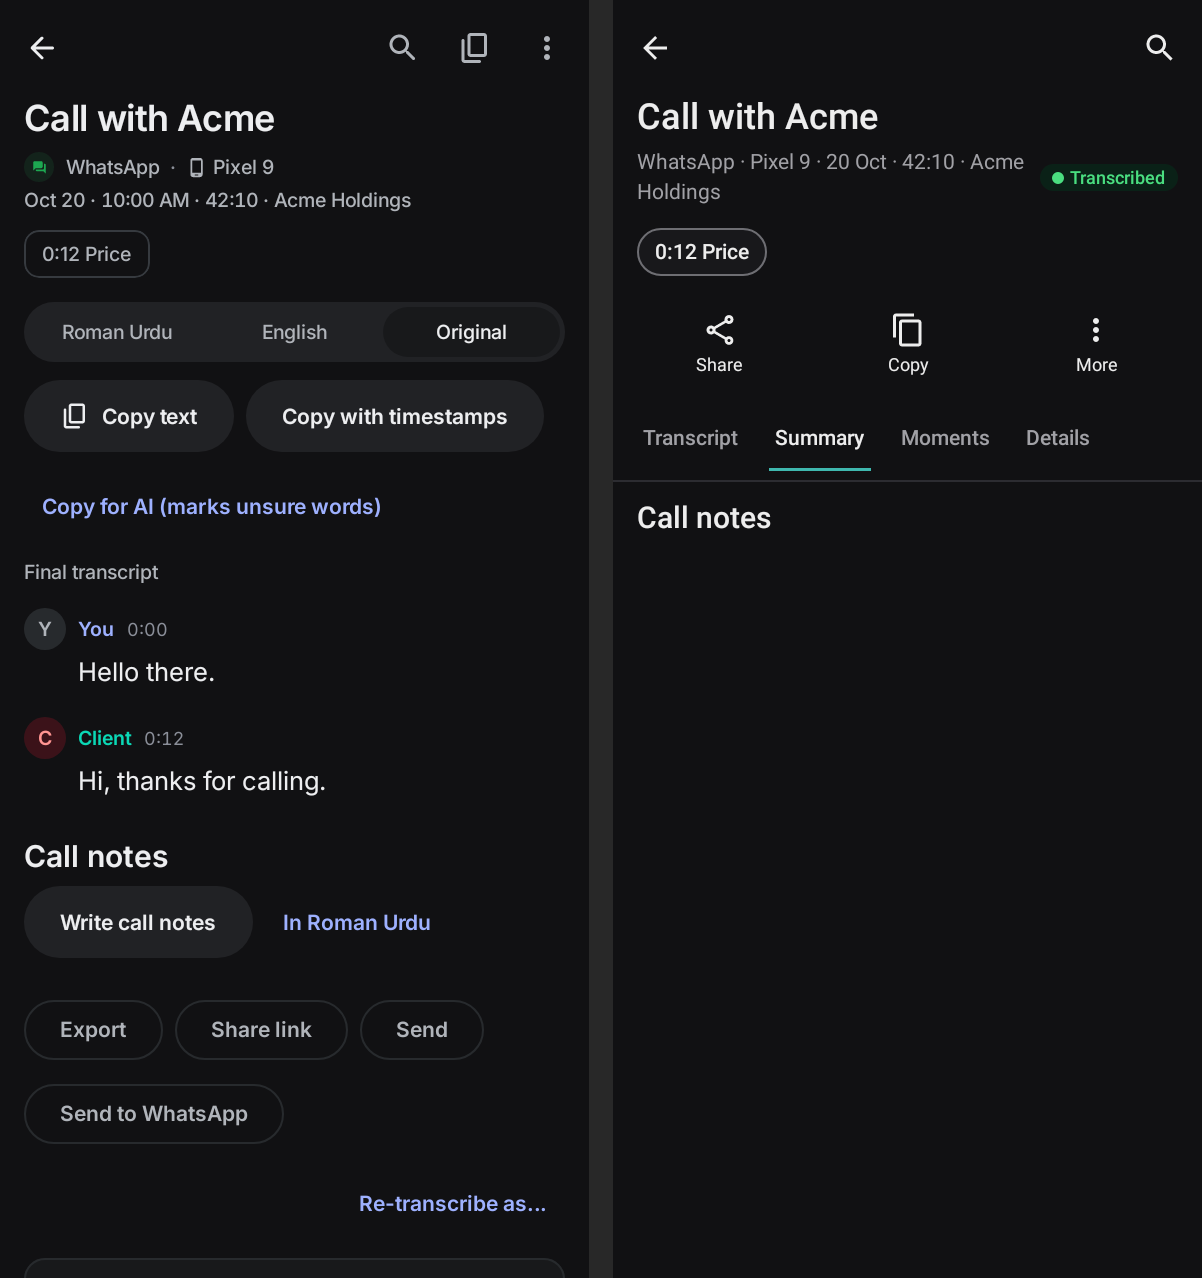 Call with Acme
WhatsApp · Pixel 9
Oct 20 · 10:00 AM · 42:10 · Acme Holdings
0:12 Price
Roman Urdu English Original
Copy text Copy with timestamps
Copy for AI (marks unsure words)
Final transcript
Y You 0:00
Hello there.
C Client 0:12
Hi, thanks for calling.
Call notes
Write call notes In Roman Urdu
Export Share link Send
Send to WhatsApp
Re-transcribe as...
Call with Acme
WhatsApp · Pixel 9 · 20 Oct · 42:10 · Acme
Holdings
Transcribed
0:12 Price
Share Copy More
Transcript Summary Moments Details
Call notes